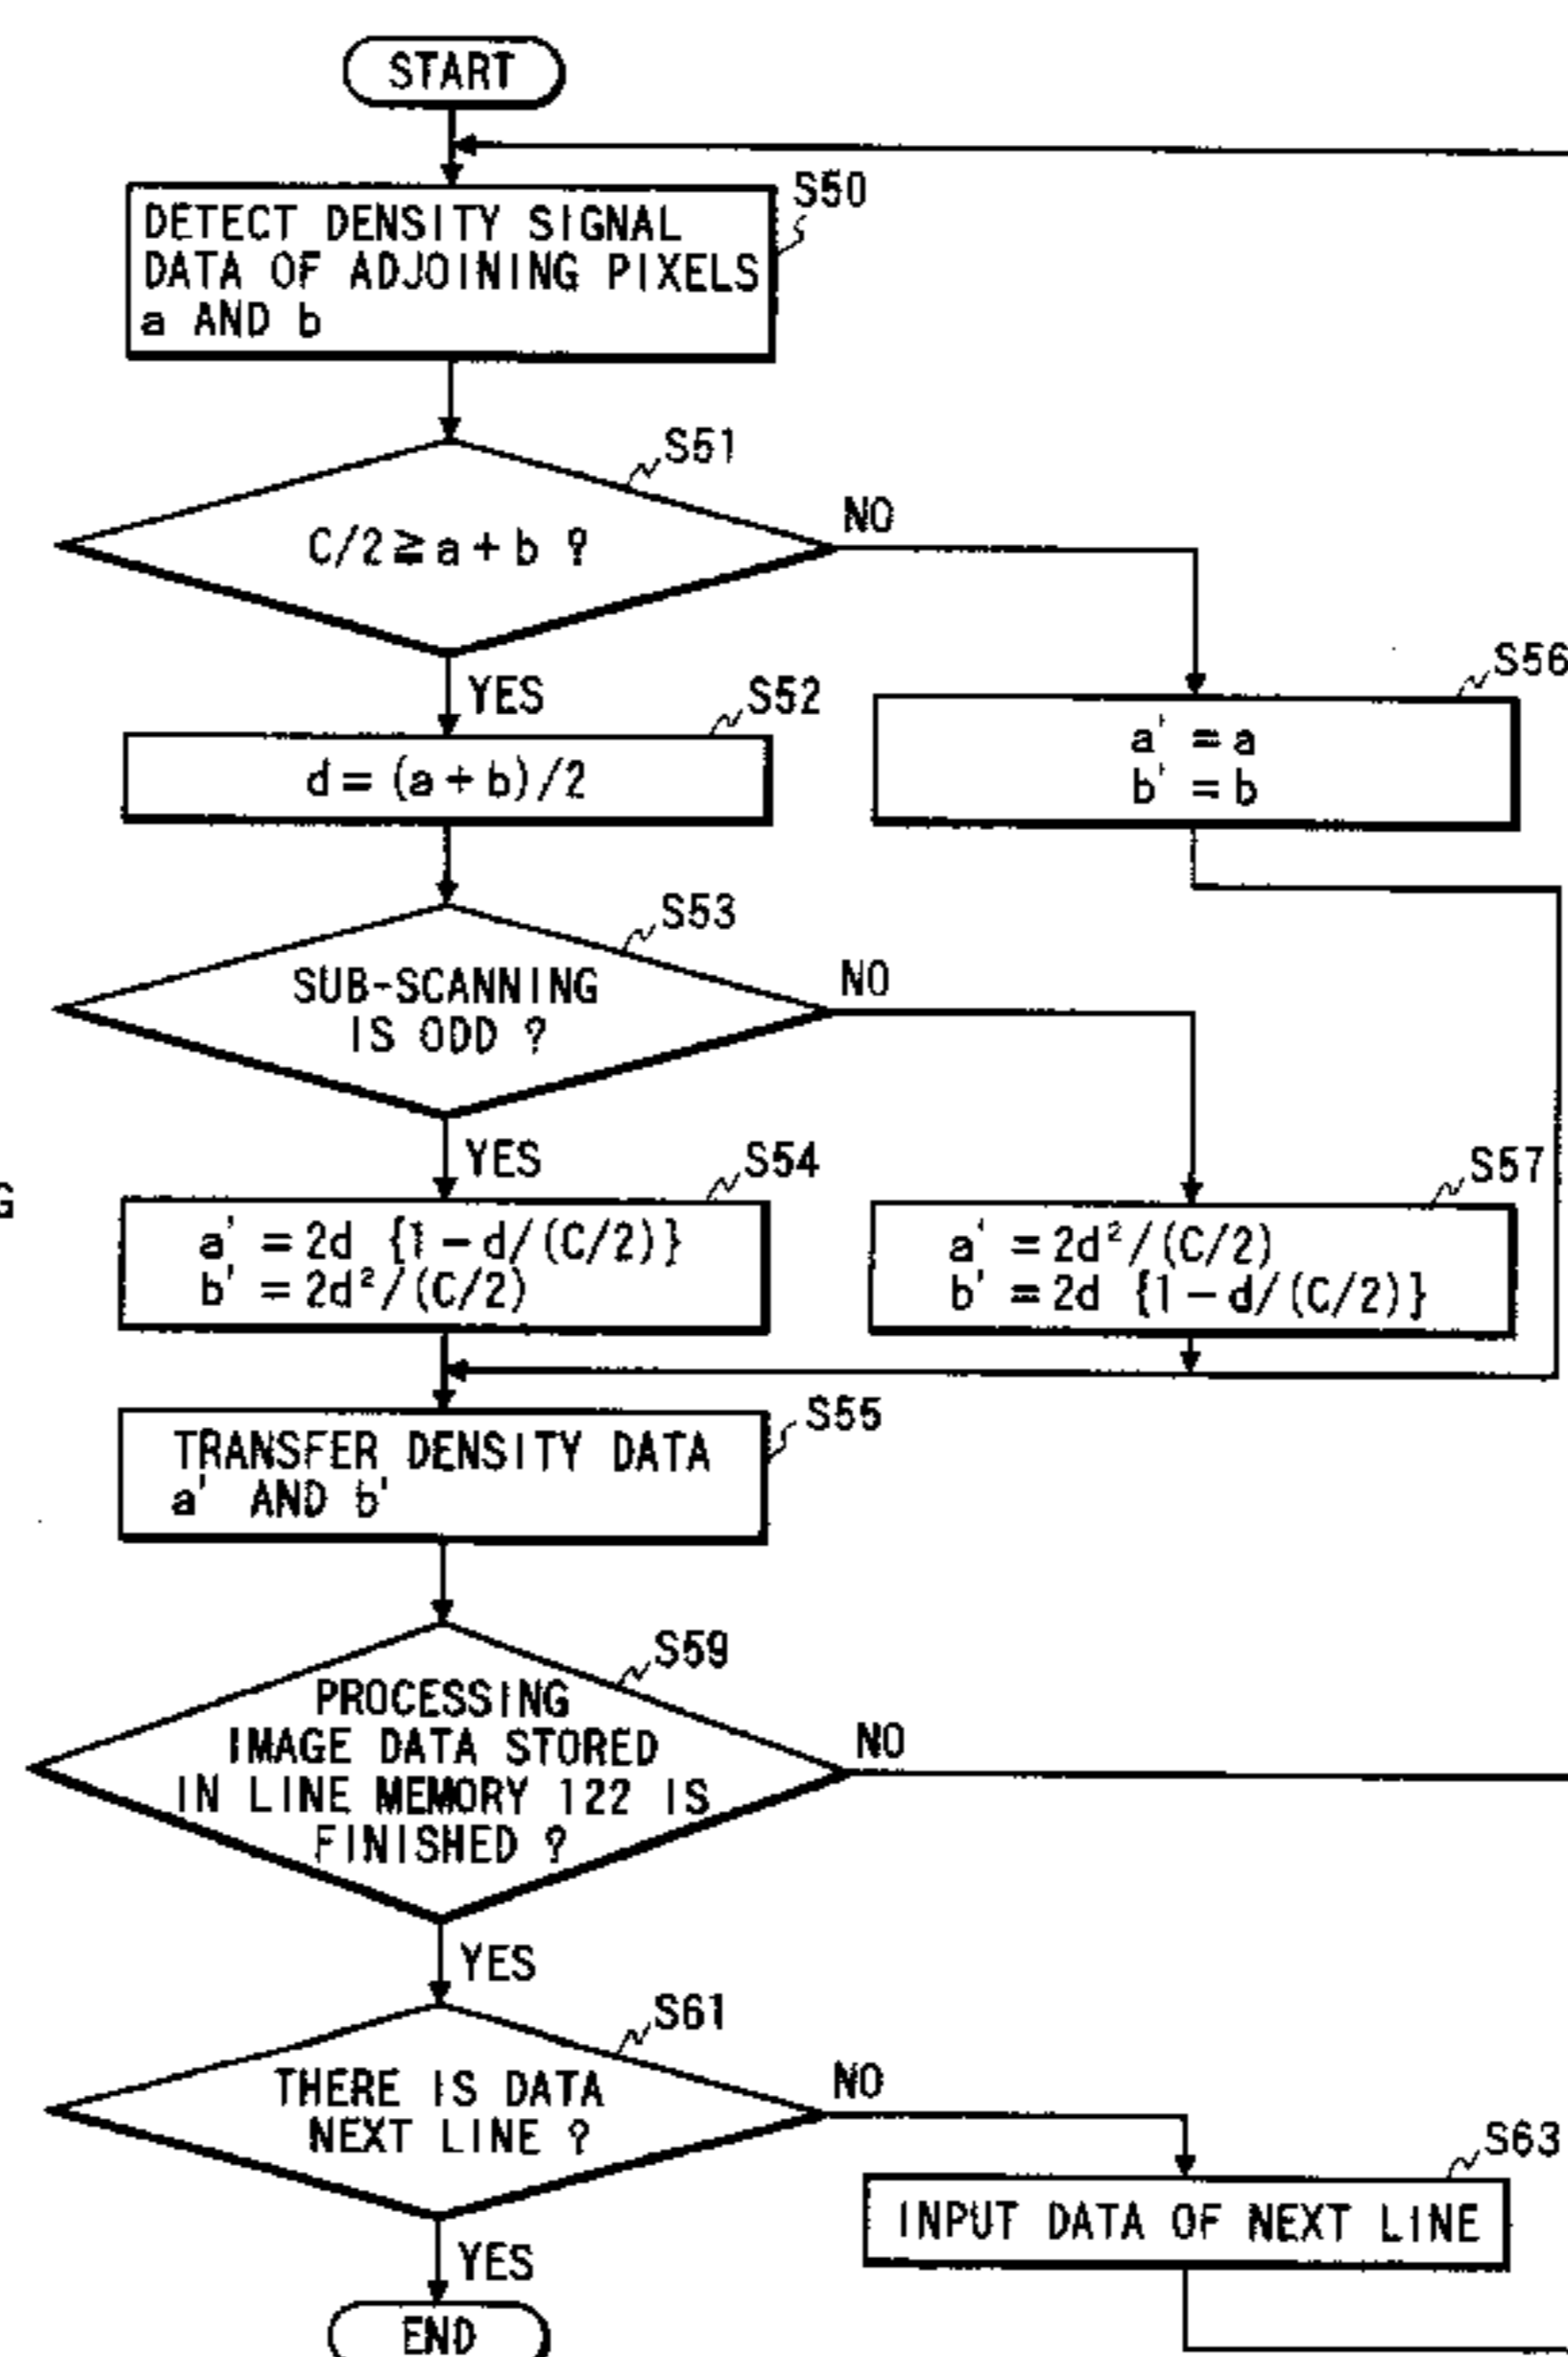 START
S50
DETECT DENSITY SIGNAL
DATA OF ADJOINING PIXELS
a AND b
S51
C/2≧a+b ?
NO
YES
S52
d=(a+b)/2
S56
a' =a
b' =b
S53
SUB-SCANNING
IS ODD ?
NO
YES
S54
a' =2d {1-d/(C/2)}
b' =2d²/(C/2)
S57
a' =2d²/(C/2)
b' =2d {1-d/(C/2)}
G
S55
TRANSFER DENSITY DATA
a' AND b'
S59
PROCESSING
IMAGE DATA STORED
IN LINE MEMORY 122 IS
FINISHED ?
NO
YES
S61
THERE IS DATA
NEXT LINE ?
NO
YES
S63
INPUT DATA OF NEXT LINE
END